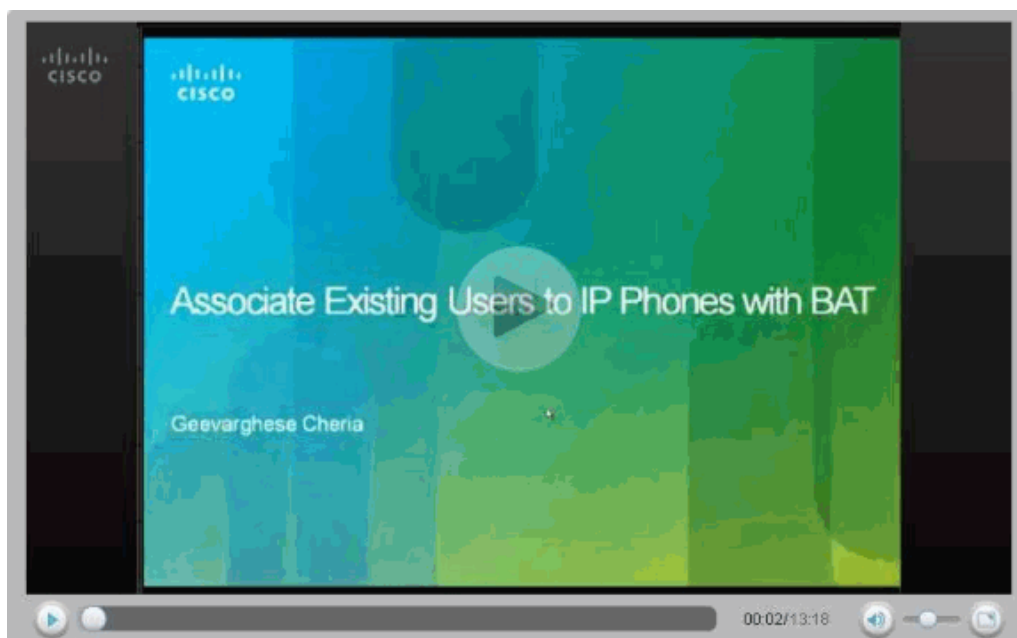 CISCO
CISCO
Associate Existing Users to IP Phones with BAT
Geevarghese Cheria
00:02/13:18